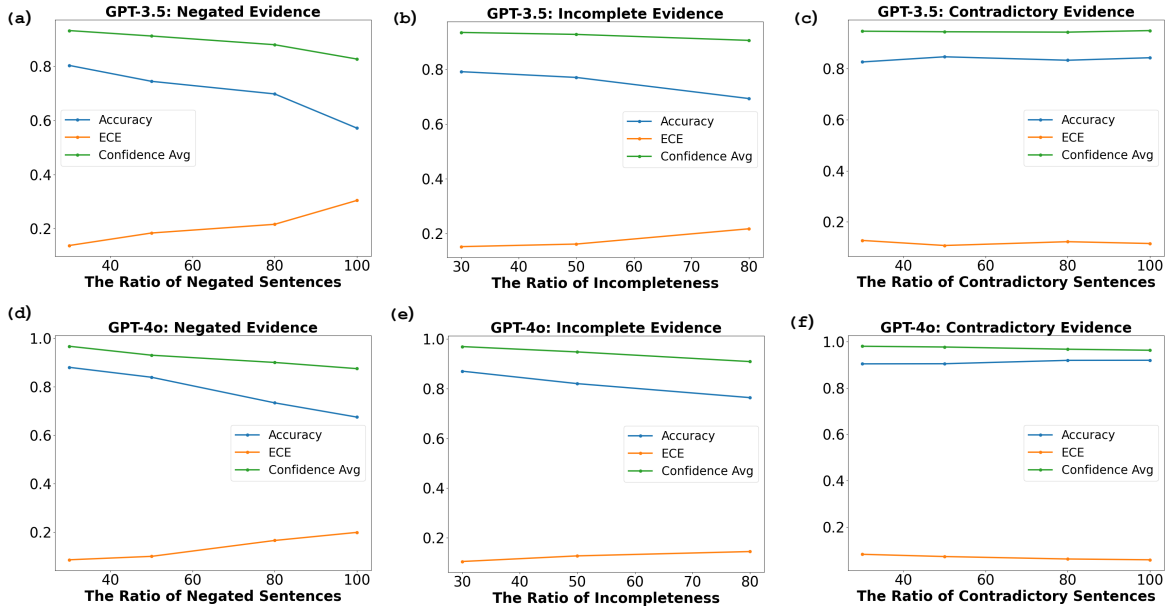 (a) GPT-3.5: Negated Evidence
0.8
0.6
0.4
0.2
Accuracy
ECE
Confidence Avg
40 60 80 100
The Ratio of Negated Sentences
(b) GPT-3.5: Incomplete Evidence
0.8
0.6
0.4
0.2
Accuracy
ECE
Confidence Avg
30 40 50 60 70 80
The Ratio of Incompleteness
(c) GPT-3.5: Contradictory Evidence
0.8
0.6
0.4
0.2
Accuracy
ECE
Confidence Avg
40 60 80 100
The Ratio of Contradictory Sentences
(d) GPT-4o: Negated Evidence
1.0
0.8
0.6
0.4
0.2
Accuracy
ECE
Confidence Avg
40 60 80 100
The Ratio of Negated Sentences
(e) GPT-4o: Incomplete Evidence
1.0
0.8
0.6
0.4
0.2
Accuracy
ECE
Confidence Avg
30 40 50 60 70 80
The Ratio of Incompleteness
(f) GPT-4o: Contradictory Evidence
1.0
0.8
0.6
0.4
0.2
Accuracy
ECE
Confidence Avg
40 60 80 100
The Ratio of Contradictory Sentences